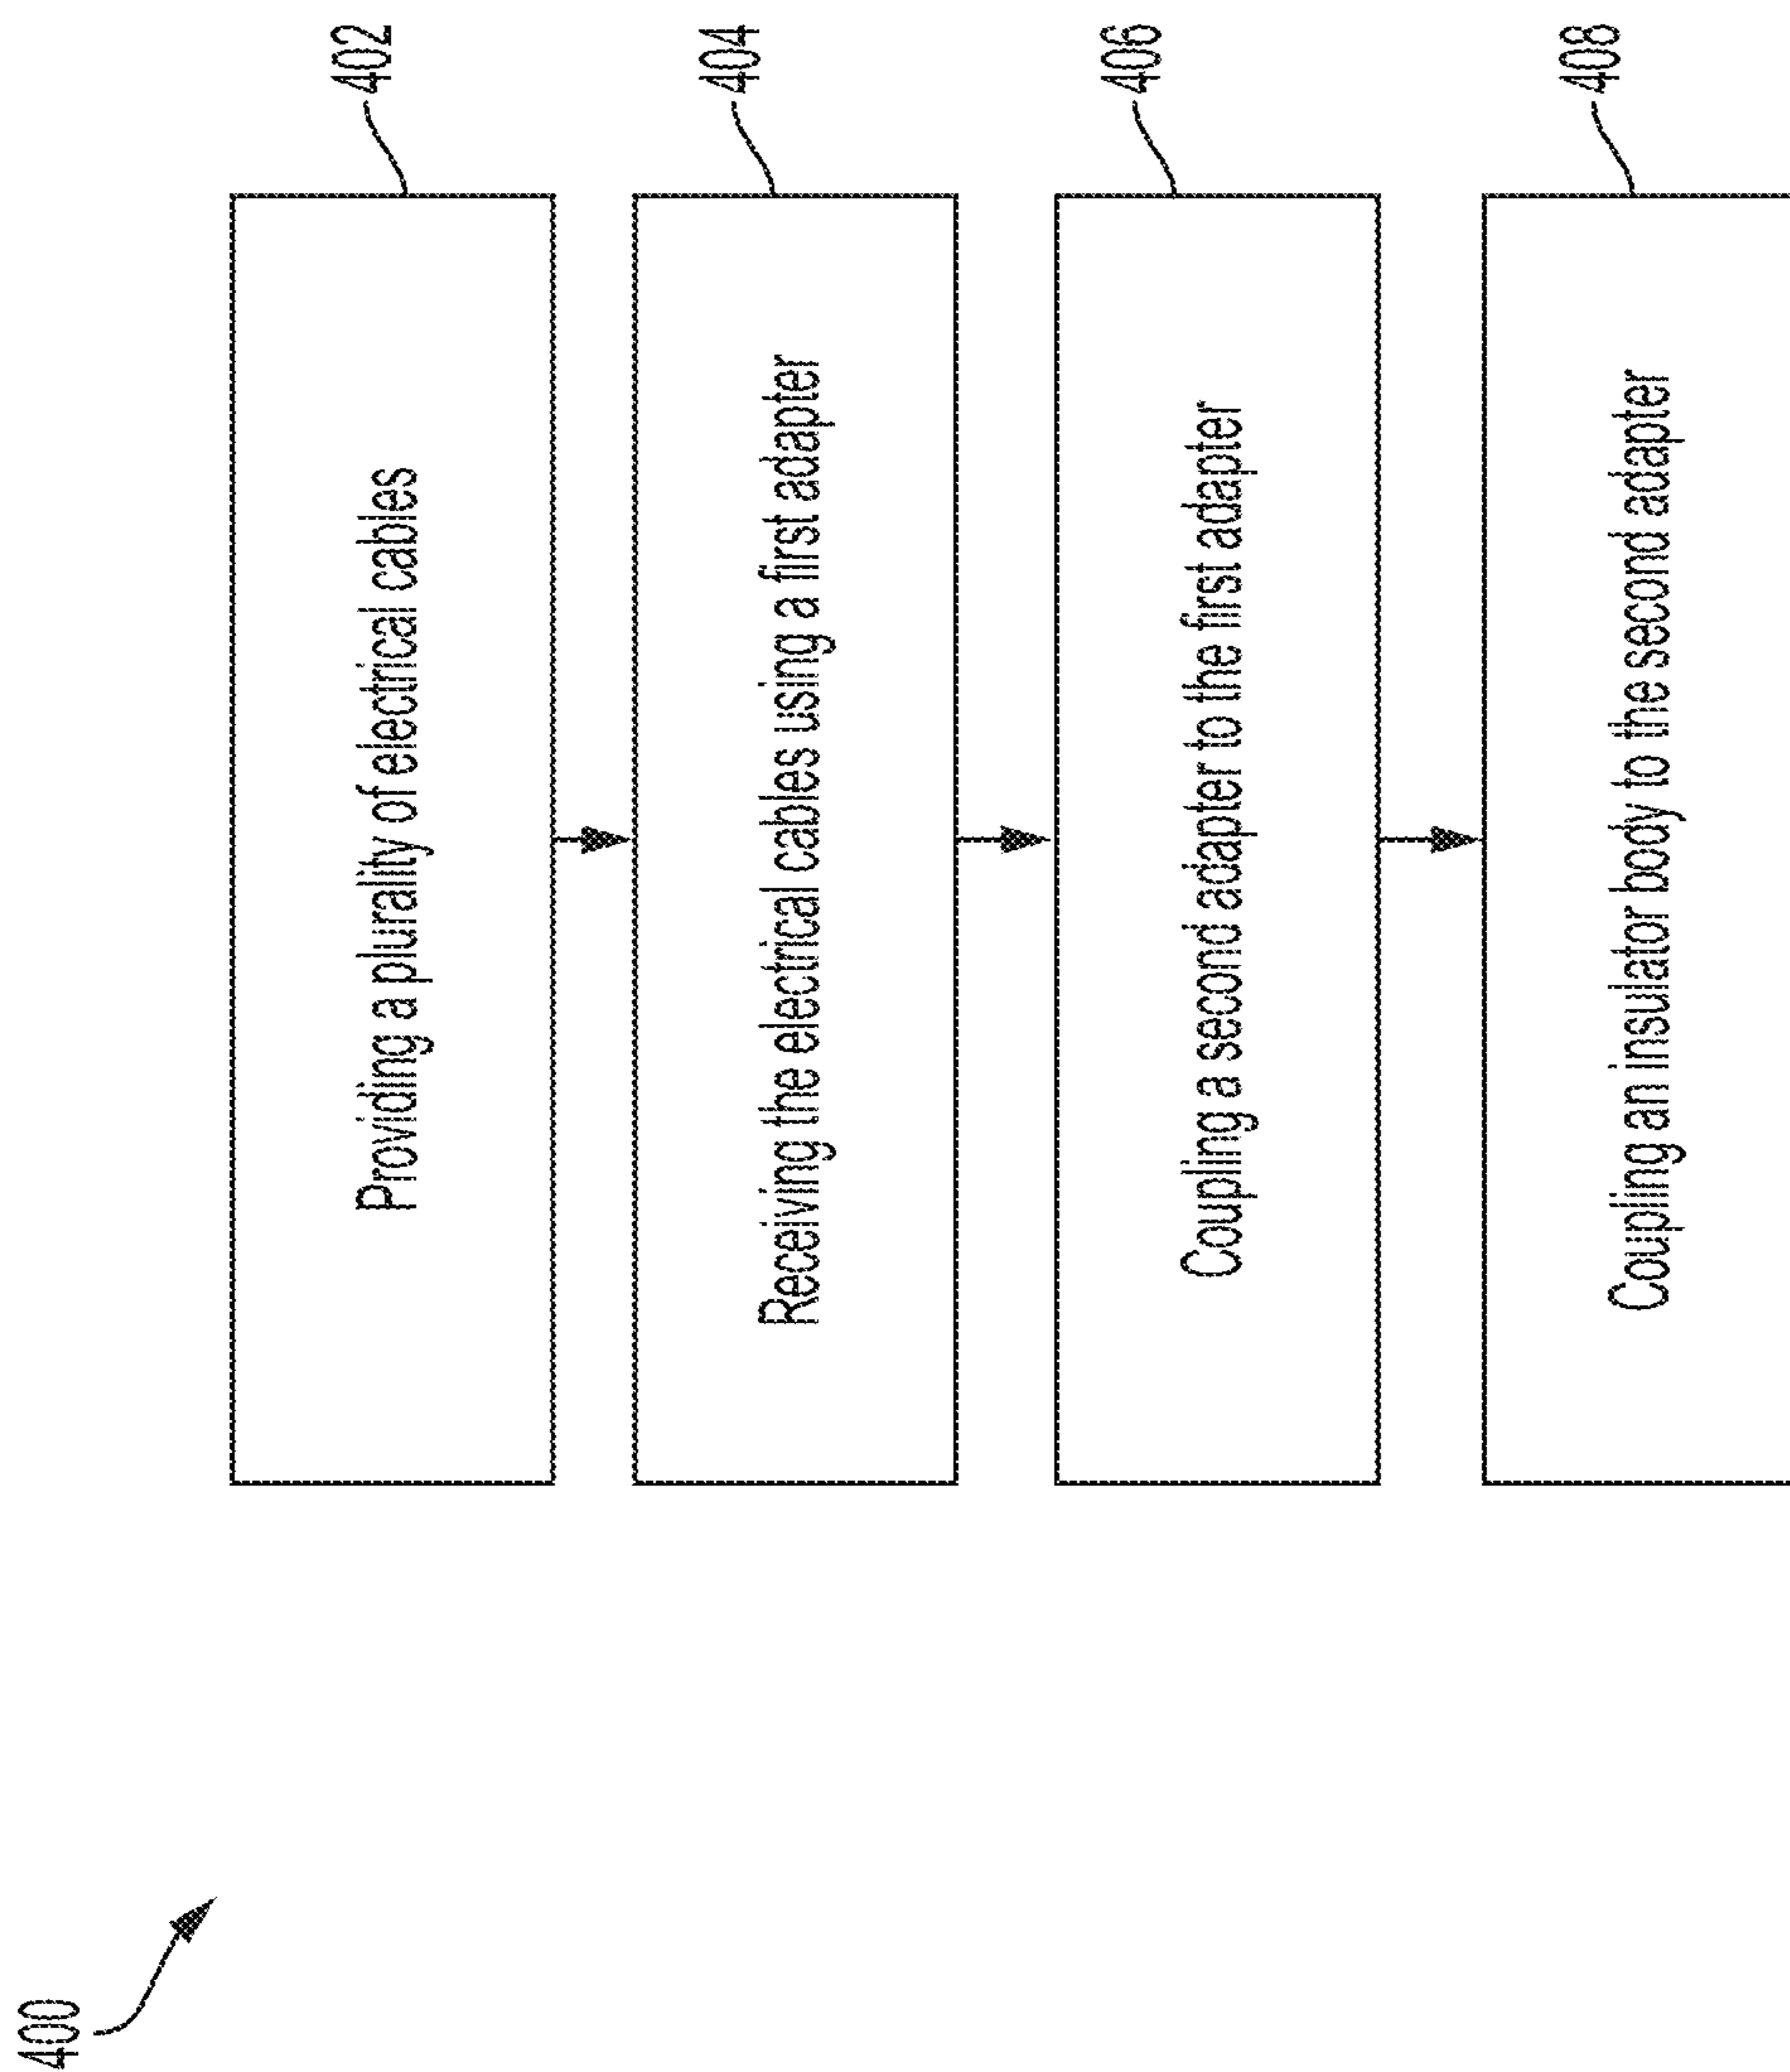 400
Providing a plurality of electrical cables
402
Receiving the electrical cables using a first adapter
404
Coupling a second adapter to the first adapter
406
Coupling an insulator body to the second adapter
408